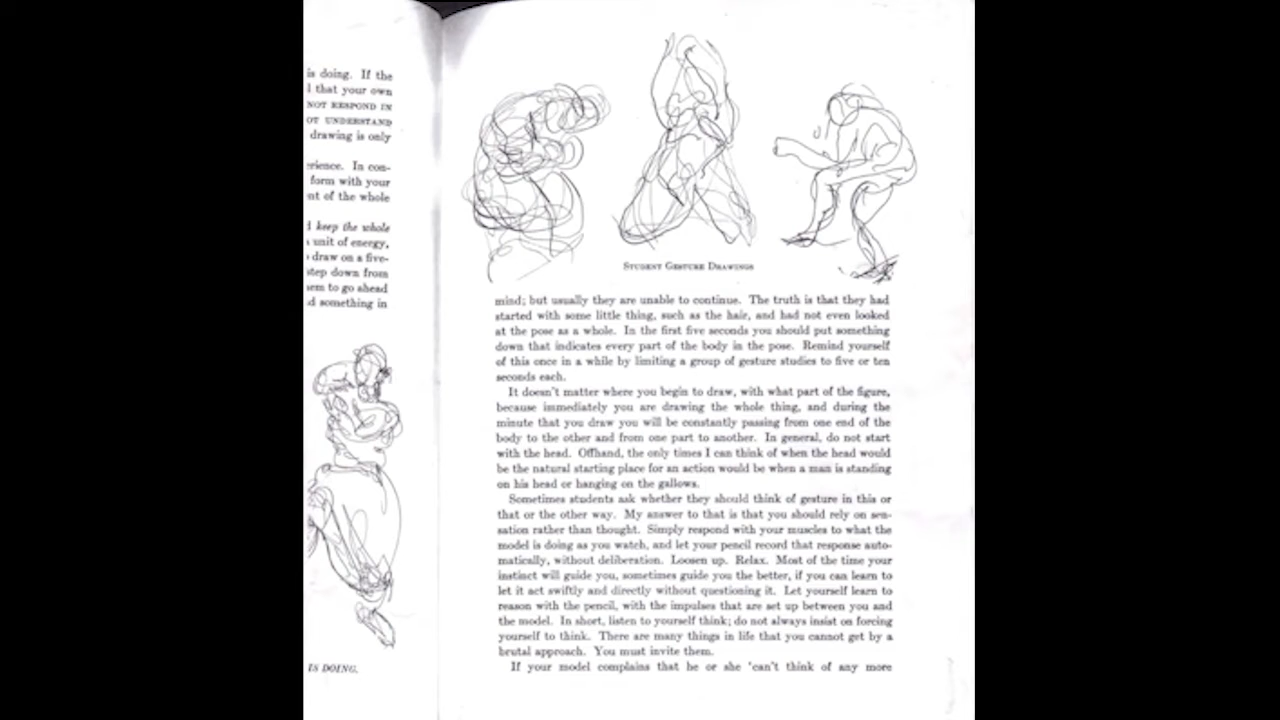 is doing. If the
l that your own
NOT RESPOND IN
OT UNDERSTAND
drawing is only
erience. In con-
form with your
nt of the whole
d keep the whole
unit of energy,
draw on a five-
step down from
em to go ahead
d something in
IS DOING.
STUDENT GESTURE DRAWINGS
mind; but usually they are unable to continue. The truth is that they had
started with some little thing, such as the hair, and had not even looked
at the pose as a whole. In the first five seconds you should put something
down that indicates every part of the body in the pose. Remind yourself
of this once in a while by limiting a group of gesture studies to five or ten
seconds each.
It doesn't matter where you begin to draw, with what part of the figure,
because immediately you are drawing the whole thing, and during the
minute that you draw you will be constantly passing from one end of the
body to the other and from one part to another. In general, do not start
with the head. Offhand, the only times I can think of when the head would
be the natural starting place for an action would be when a man is standing
on his head or hanging on the gallows.
Sometimes students ask whether they should think of gesture in this or
that or the other way. My answer to that is that you should rely on sen-
sation rather than thought. Simply respond with your muscles to what the
model is doing as you watch, and let your pencil record that response auto-
matically, without deliberation. Loosen up. Relax. Most of the time your
instinct will guide you, sometimes guide you the better, if you can learn to
let it act swiftly and directly without questioning it. Let yourself learn to
reason with the pencil, with the impulses that are set up between you and
the model. In short, listen to yourself think; do not always insist on forcing
yourself to think. There are many things in life that you cannot get by a
brutal approach. You must invite them.
If your model complains that he or she 'can't think of any more